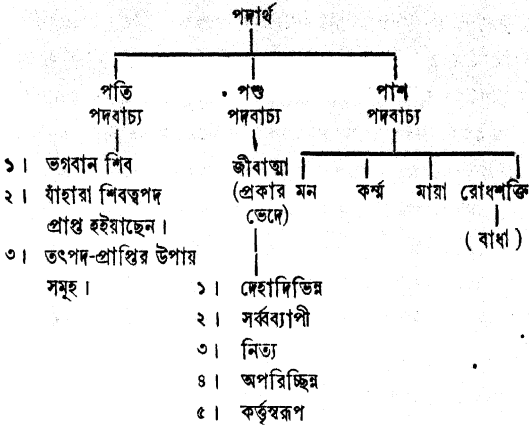 পদার্থ
পতি পশু পাশ
পদবাচ্য পদবাচ্য পদবাচ্য
১। ভগবান শিব
২। যাঁহারা শিবত্বপদ
প্রাপ্ত হইয়াছেন।
৩। তৎপদ-প্রাপ্তির উপায়
সমূহ।
জীবাত্মা
(প্রকার
ভেদে)
১। দেহাদিভিন্ন
২। সর্ব্বব্যাপী
৩। নিত্য
৪। অপরিচ্ছিন্ন
৫। কর্ত্তৃস্বরূপ
মন কর্ম্ম মায়া রোধশক্তি
(বাধা)